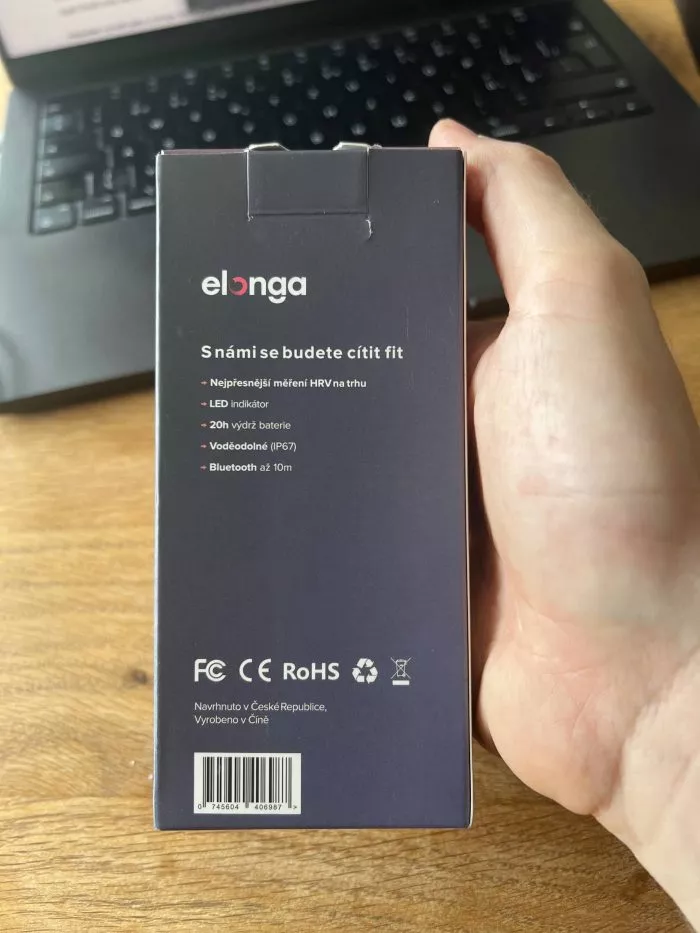 elonga
S námi se budete cítit fit
→ Nejpřesnější měření HRV na trhu
→ LED indikátor
→ 20h výdrž baterie
→ Voděodolné (IP67)
→ Bluetooth až 10m
FC CE RoHS
Navrhnuto v České Republice,
Vyrobeno v Číně
0 745604 406987 >